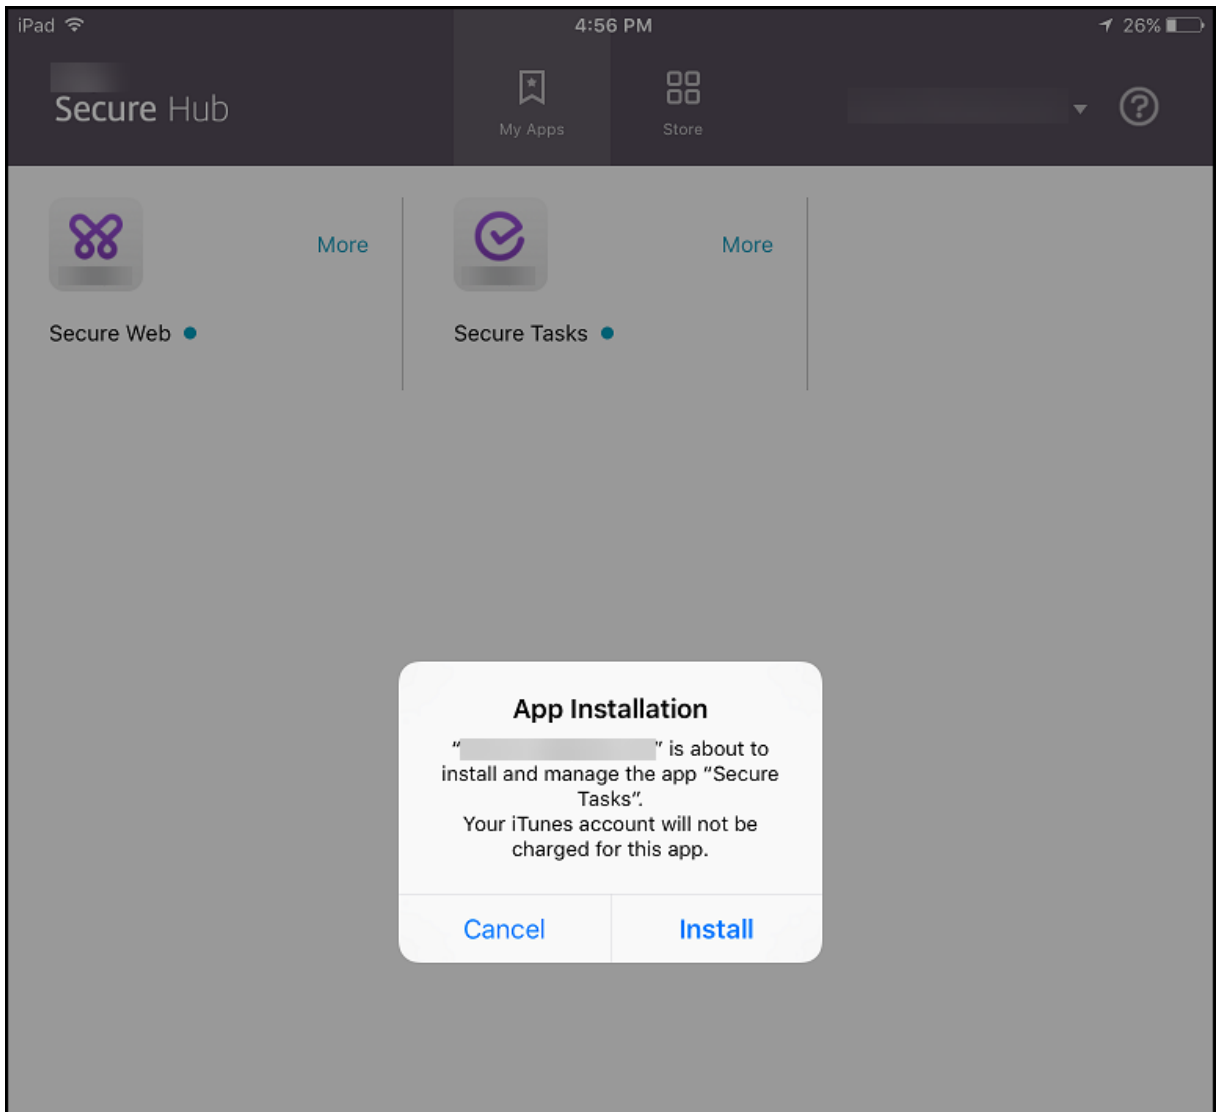 iPad
4:56 PM
26%
Secure Hub
My Apps
Store
?
More
More
Secure Web
Secure Tasks
App Installation
“ ” is about to
install and manage the app “Secure
Tasks”.
Your iTunes account will not be
charged for this app.
Cancel
Install